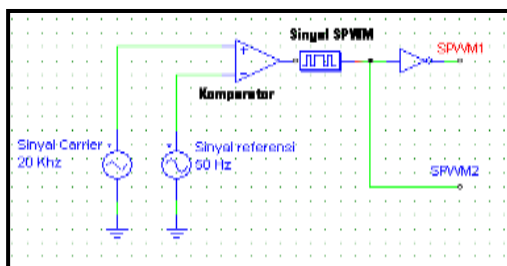 Sinyal SPWM
SPWM1
Komparator
Sinyal Carrier
20 Khz
Sinyal referensi
50 Hz
SPWM2